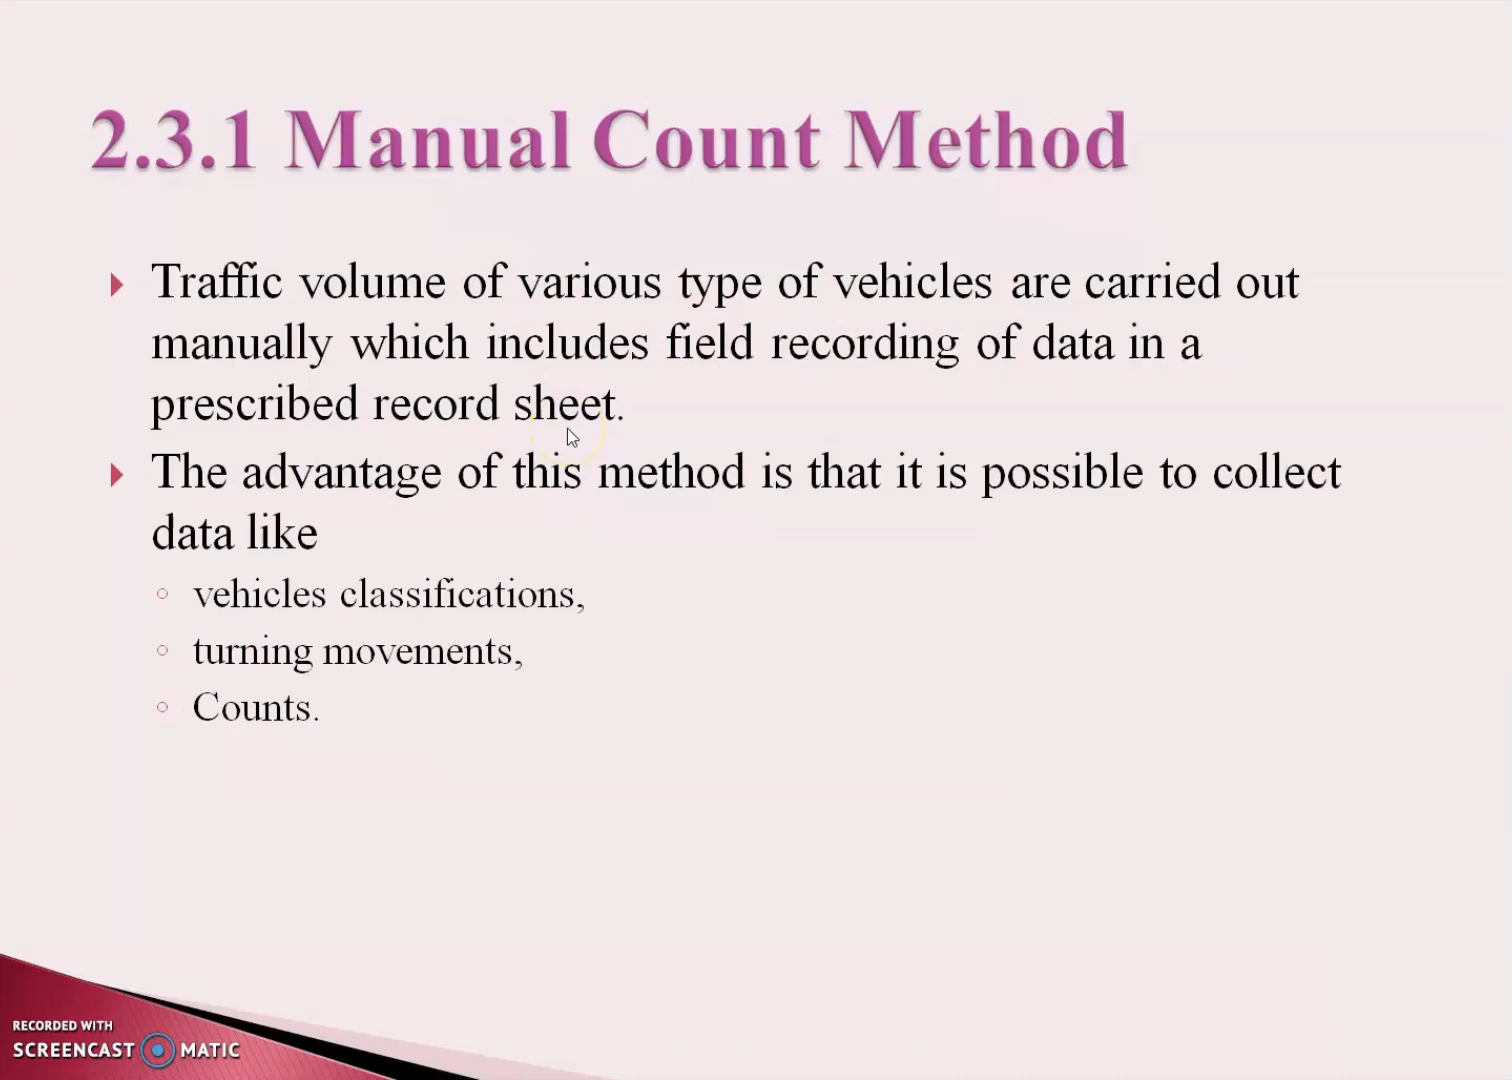 2.3.1 Manual Count Method
Traffic volume of various type of vehicles are carried out
manually which includes field recording of data in a
prescribed record sheet.
The advantage of this method is that it is possible to collect
data like
vehicles classifications,
turning movements,
Counts.
RECORDED WITH
SCREENCAST MATIC